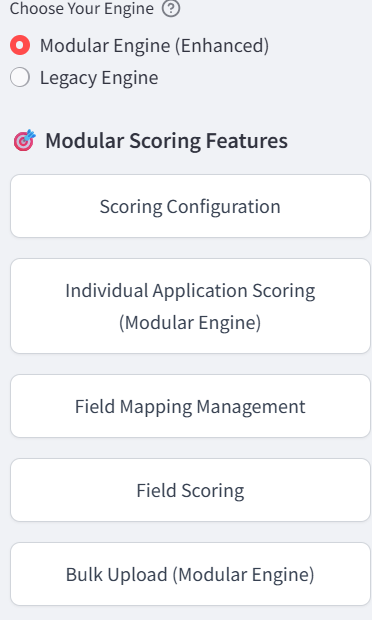 Choose Your Engine ?
Modular Engine (Enhanced)
Legacy Engine
Modular Scoring Features
Scoring Configuration
Individual Application Scoring
(Modular Engine)
Field Mapping Management
Field Scoring
Bulk Upload (Modular Engine)